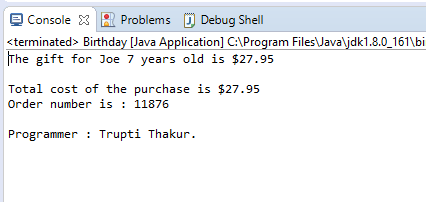 Console Problems Debug Shell
<terminated> Birthday [Java Application] C:\Program Files\Java\jdk1.8.0_161\bi
The gift for Joe 7 years old is $27.95
Total cost of the purchase is $27.95
Order number is : 11876
Programmer : Trupti Thakur.